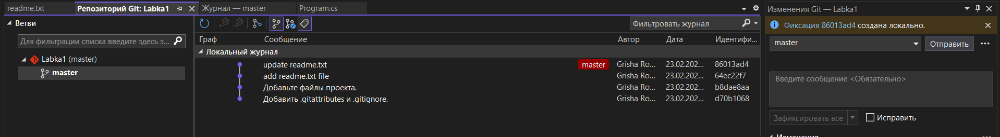 readme.txt
Репозиторий Git: Labka1
Журнал — master
Program.cs
Ветви
Для фильтрации списка введите здесь з...
Labka1 (master)
master
Фильтровать журнал
Граф Сообщение Автор Дата Идентифи...
Локальный журнал
update readme.txt master Grisha Ro... 23.02.202... 86013ad4
add readme.txt file Grisha Ro... 23.02.202... 64ec22f7
Добавьте файлы проекта. Grisha Ro... 23.02.202... b8dae8aa
Добавить .gitattributes и .gitignore. Grisha Ro... 23.02.202... d70b1068
Изменения Git — Labka1
Фиксация 86013ad4 создана локально.
master
Отправить
Введите сообщение <Обязательно>
Зафиксировать все
Исправить
Изменения